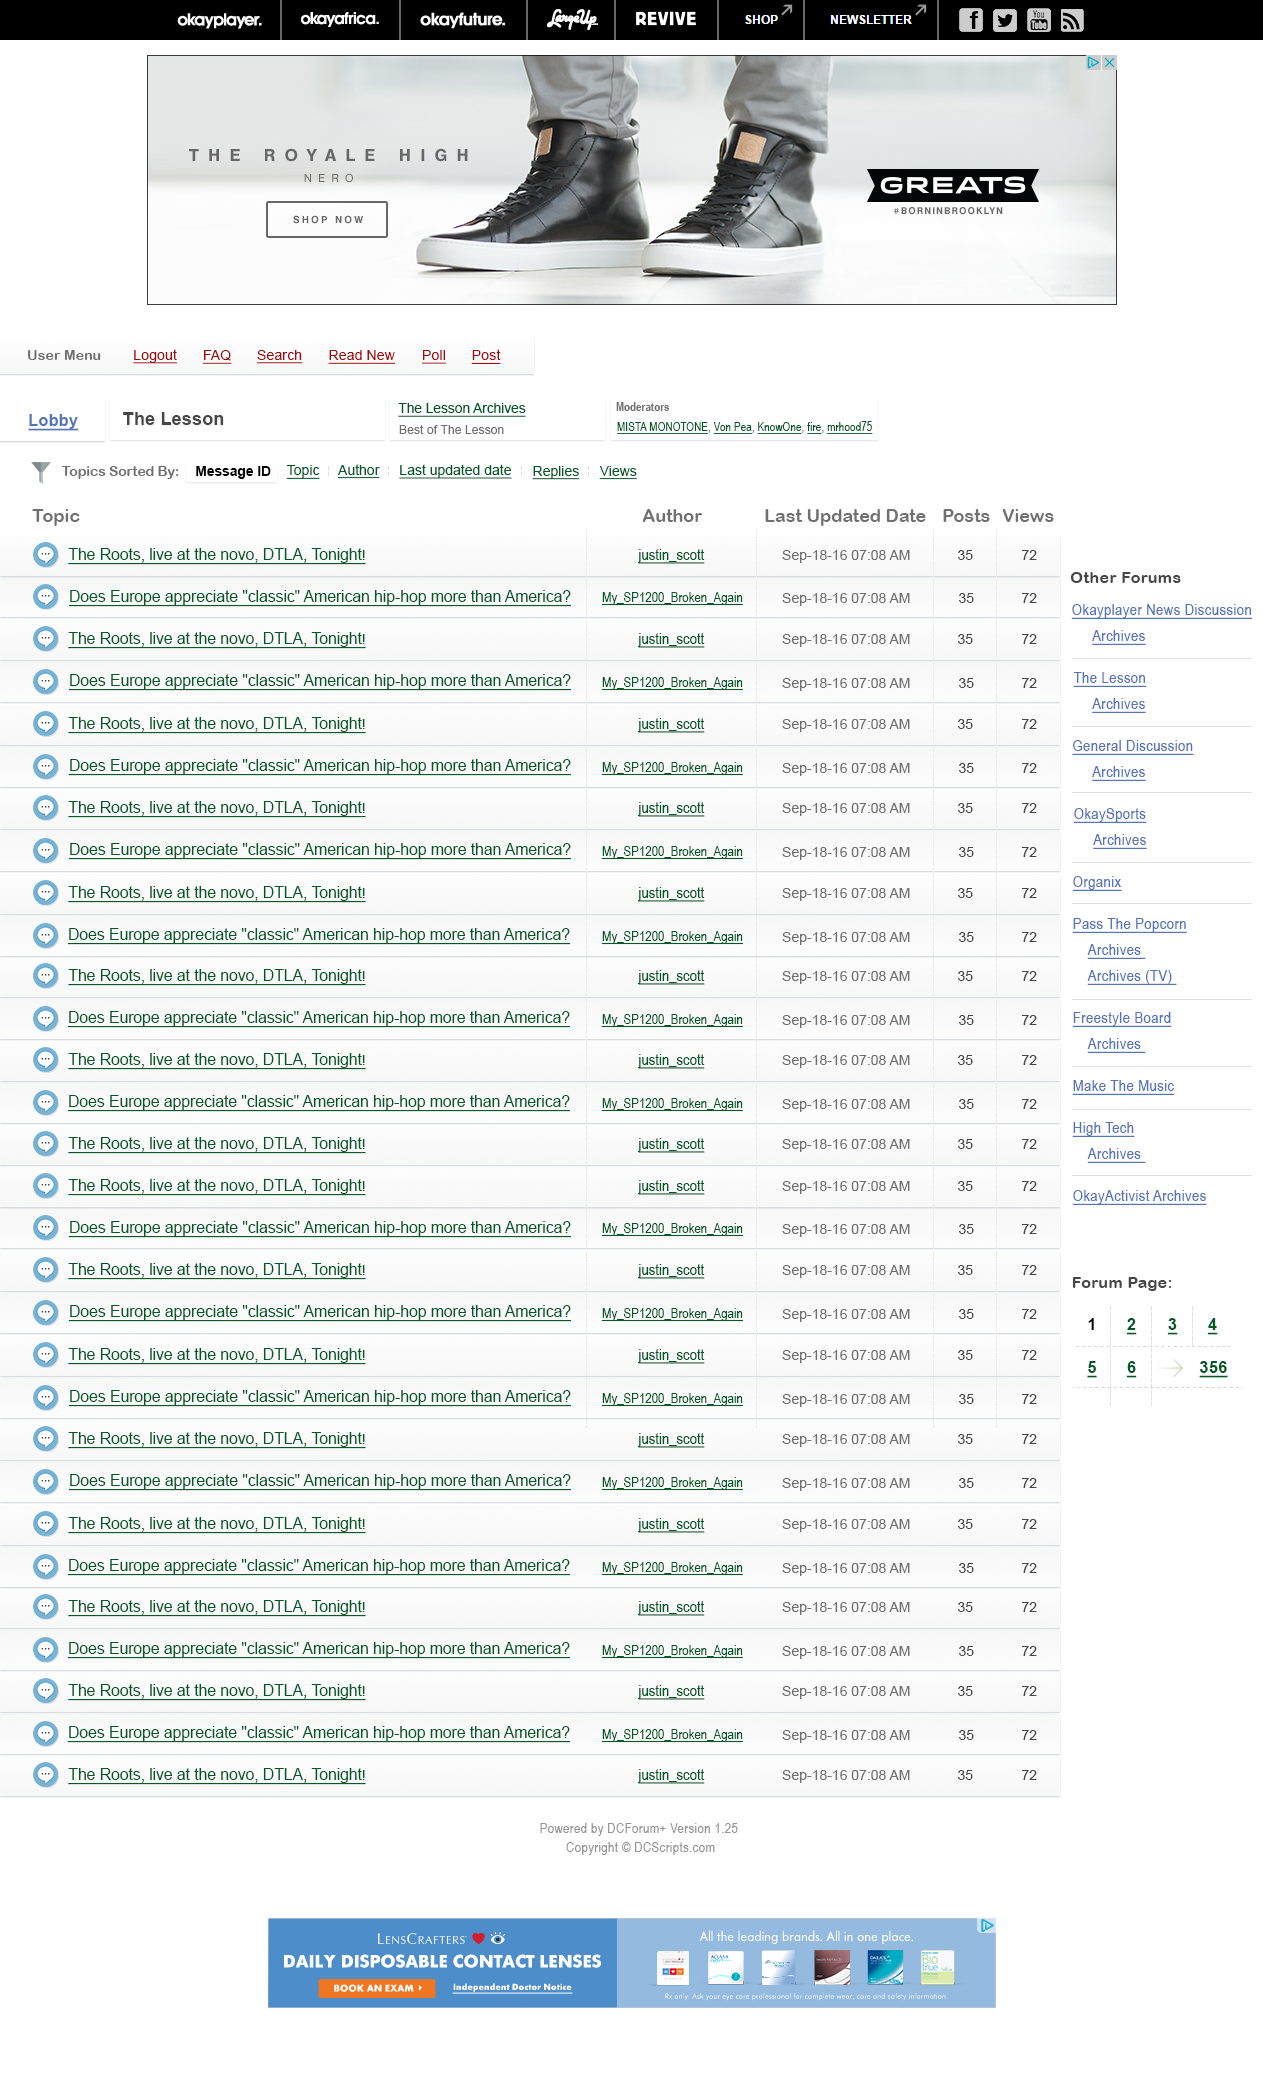 okayplayer. okayafrica. okayfuture. LargeUp REVIVE SHOP NEWSLETTER f You Tube
THE ROYALE HIGH
NERO
SHOP NOW
GREATS
#BORNINBROOKLYN
User Menu Logout FAQ Search Read New Poll Post
Lobby
The Lesson
The Lesson Archives
Best of The Lesson
Moderators
MISTA MONOTONE, Von Pea, KnowOne, fire, mrhood75
Topics Sorted By: Message ID Topic Author Last updated date Replies Views
Topic Author Last Updated Date Posts Views
The Roots, live at the novo, DTLA, Tonight! justin_scott Sep-18-16 07:08 AM 35 72
Does Europe appreciate "classic" American hip-hop more than America? My_SP1200_Broken_Again Sep-18-16 07:08 AM 35 72
The Roots, live at the novo, DTLA, Tonight! justin_scott Sep-18-16 07:08 AM 35 72
Does Europe appreciate "classic" American hip-hop more than America? My_SP1200_Broken_Again Sep-18-16 07:08 AM 35 72
The Roots, live at the novo, DTLA, Tonight! justin_scott Sep-18-16 07:08 AM 35 72
Does Europe appreciate "classic" American hip-hop more than America? My_SP1200_Broken_Again Sep-18-16 07:08 AM 35 72
The Roots, live at the novo, DTLA, Tonight! justin_scott Sep-18-16 07:08 AM 35 72
Does Europe appreciate "classic" American hip-hop more than America? My_SP1200_Broken_Again Sep-18-16 07:08 AM 35 72
The Roots, live at the novo, DTLA, Tonight! justin_scott Sep-18-16 07:08 AM 35 72
Does Europe appreciate "classic" American hip-hop more than America? My_SP1200_Broken_Again Sep-18-16 07:08 AM 35 72
The Roots, live at the novo, DTLA, Tonight! justin_scott Sep-18-16 07:08 AM 35 72
Does Europe appreciate "classic" American hip-hop more than America? My_SP1200_Broken_Again Sep-18-16 07:08 AM 35 72
The Roots, live at the novo, DTLA, Tonight! justin_scott Sep-18-16 07:08 AM 35 72
Does Europe appreciate "classic" American hip-hop more than America? My_SP1200_Broken_Again Sep-18-16 07:08 AM 35 72
The Roots, live at the novo, DTLA, Tonight! justin_scott Sep-18-16 07:08 AM 35 72
The Roots, live at the novo, DTLA, Tonight! justin_scott Sep-18-16 07:08 AM 35 72
Does Europe appreciate "classic" American hip-hop more than America? My_SP1200_Broken_Again Sep-18-16 07:08 AM 35 72
The Roots, live at the novo, DTLA, Tonight! justin_scott Sep-18-16 07:08 AM 35 72
Does Europe appreciate "classic" American hip-hop more than America? My_SP1200_Broken_Again Sep-18-16 07:08 AM 35 72
The Roots, live at the novo, DTLA, Tonight! justin_scott Sep-18-16 07:08 AM 35 72
Does Europe appreciate "classic" American hip-hop more than America? My_SP1200_Broken_Again Sep-18-16 07:08 AM 35 72
The Roots, live at the novo, DTLA, Tonight! justin_scott Sep-18-16 07:08 AM 35 72
Does Europe appreciate "classic" American hip-hop more than America? My_SP1200_Broken_Again Sep-18-16 07:08 AM 35 72
The Roots, live at the novo, DTLA, Tonight! justin_scott Sep-18-16 07:08 AM 35 72
Does Europe appreciate "classic" American hip-hop more than America? My_SP1200_Broken_Again Sep-18-16 07:08 AM 35 72
The Roots, live at the novo, DTLA, Tonight! justin_scott Sep-18-16 07:08 AM 35 72
Does Europe appreciate "classic" American hip-hop more than America? My_SP1200_Broken_Again Sep-18-16 07:08 AM 35 72
The Roots, live at the novo, DTLA, Tonight! justin_scott Sep-18-16 07:08 AM 35 72
Does Europe appreciate "classic" American hip-hop more than America? My_SP1200_Broken_Again Sep-18-16 07:08 AM 35 72
The Roots, live at the novo, DTLA, Tonight! justin_scott Sep-18-16 07:08 AM 35 72
Other Forums
Okayplayer News Discussion
Archives
The Lesson
Archives
General Discussion
Archives
OkaySports
Archives
Organix
Pass The Popcorn
Archives
Archives (TV)
Freestyle Board
Archives
Make The Music
High Tech
Archives
OkayActivist Archives
Forum Page:
1 2 3 4
5 6 356
Powered by DCForum+ Version 1.25
Copyright © DCScripts.com
LENSCRAFTERS
DAILY DISPOSABLE CONTACT LENSES
BOOK AN EXAM Independent Doctor Notice
All the leading brands. All in one place.
Bio true
Rx only. Ask your eye care professional for complete wear, care and safety information.